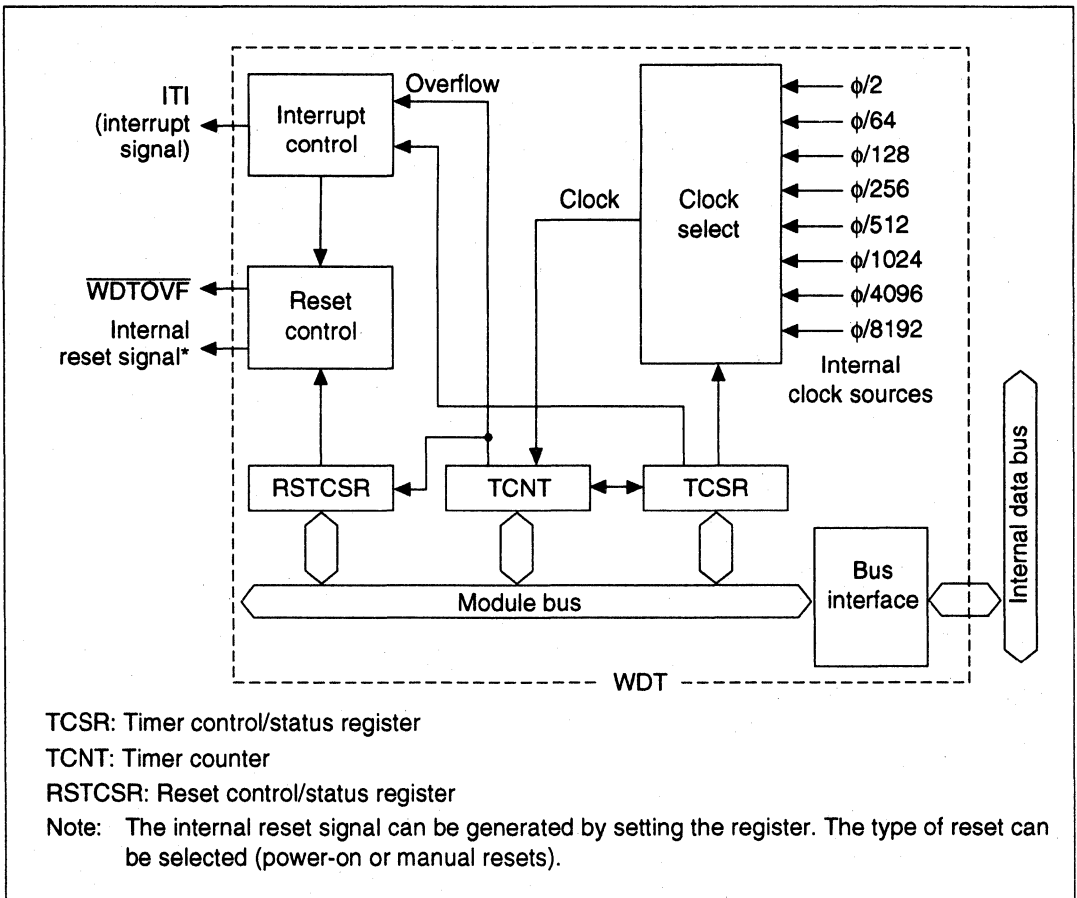 Overflow
ITI
(interrupt
signal)
Interrupt
control
Clock
Clock
select
ϕ/2
ϕ/64
ϕ/128
ϕ/256
ϕ/512
ϕ/1024
ϕ/4096
ϕ/8192
Internal
clock sources
WDTOVF
Internal
reset signal*
Reset
control
RSTCSR
TCNT
TCSR
Module bus
Bus
interface
Internal data bus
WDT
TCSR: Timer control/status register
TCNT: Timer counter
RSTCSR: Reset control/status register
Note: The internal reset signal can be generated by setting the register. The type of reset can
be selected (power-on or manual resets).